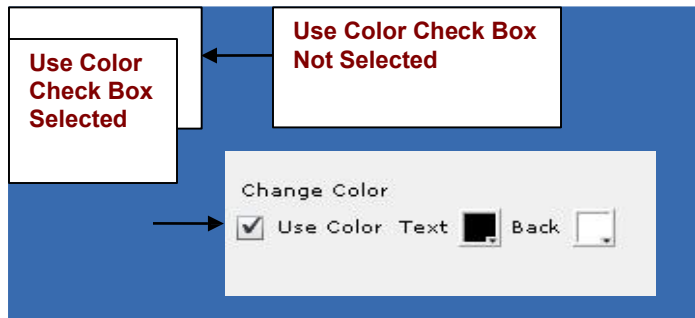 Use Color Check Box
Not Selected
Use Color
Check Box
Selected
Change Color
Use Color Text Back